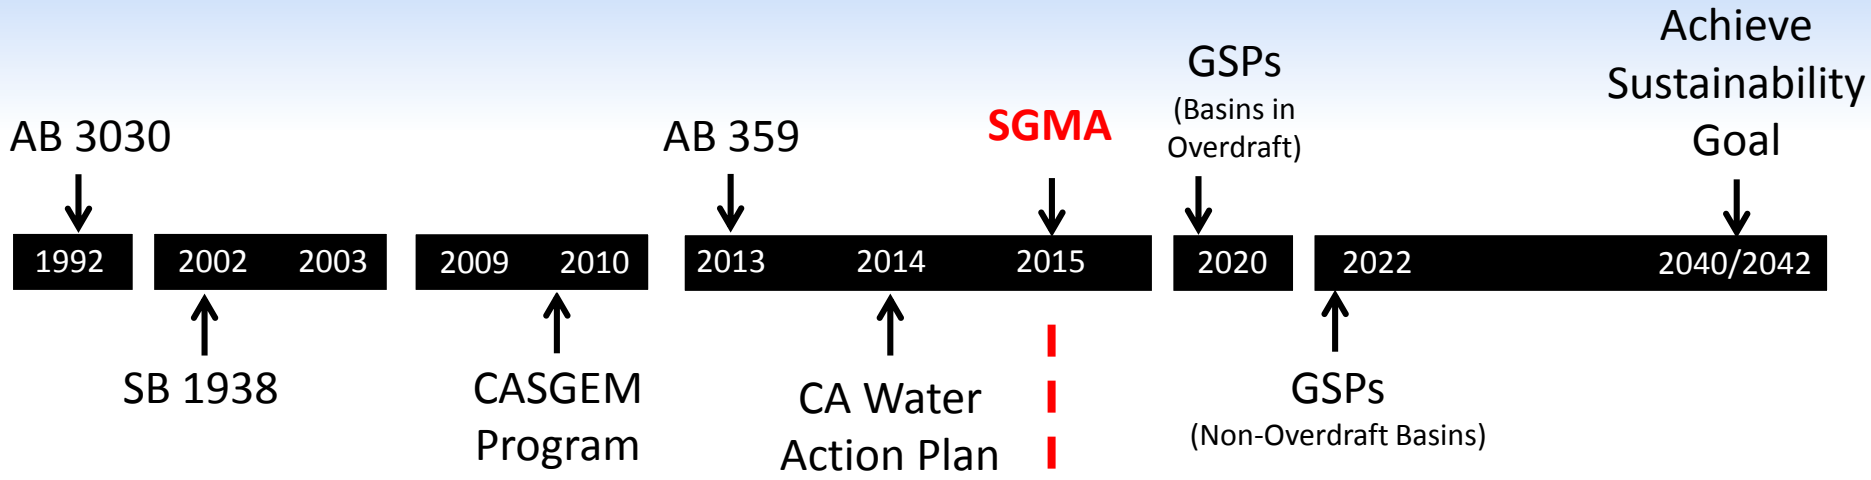 AB 3030
AB 359
SGMA
GSPs
(Basins in
Overdraft)
Achieve
Sustainability
Goal
1992
2002
2003
2009
2010
2013
2014
2015
2020
2022
2040/2042
SB 1938
CASGEM
Program
CA Water
Action Plan
GSPs
(Non-Overdraft Basins)